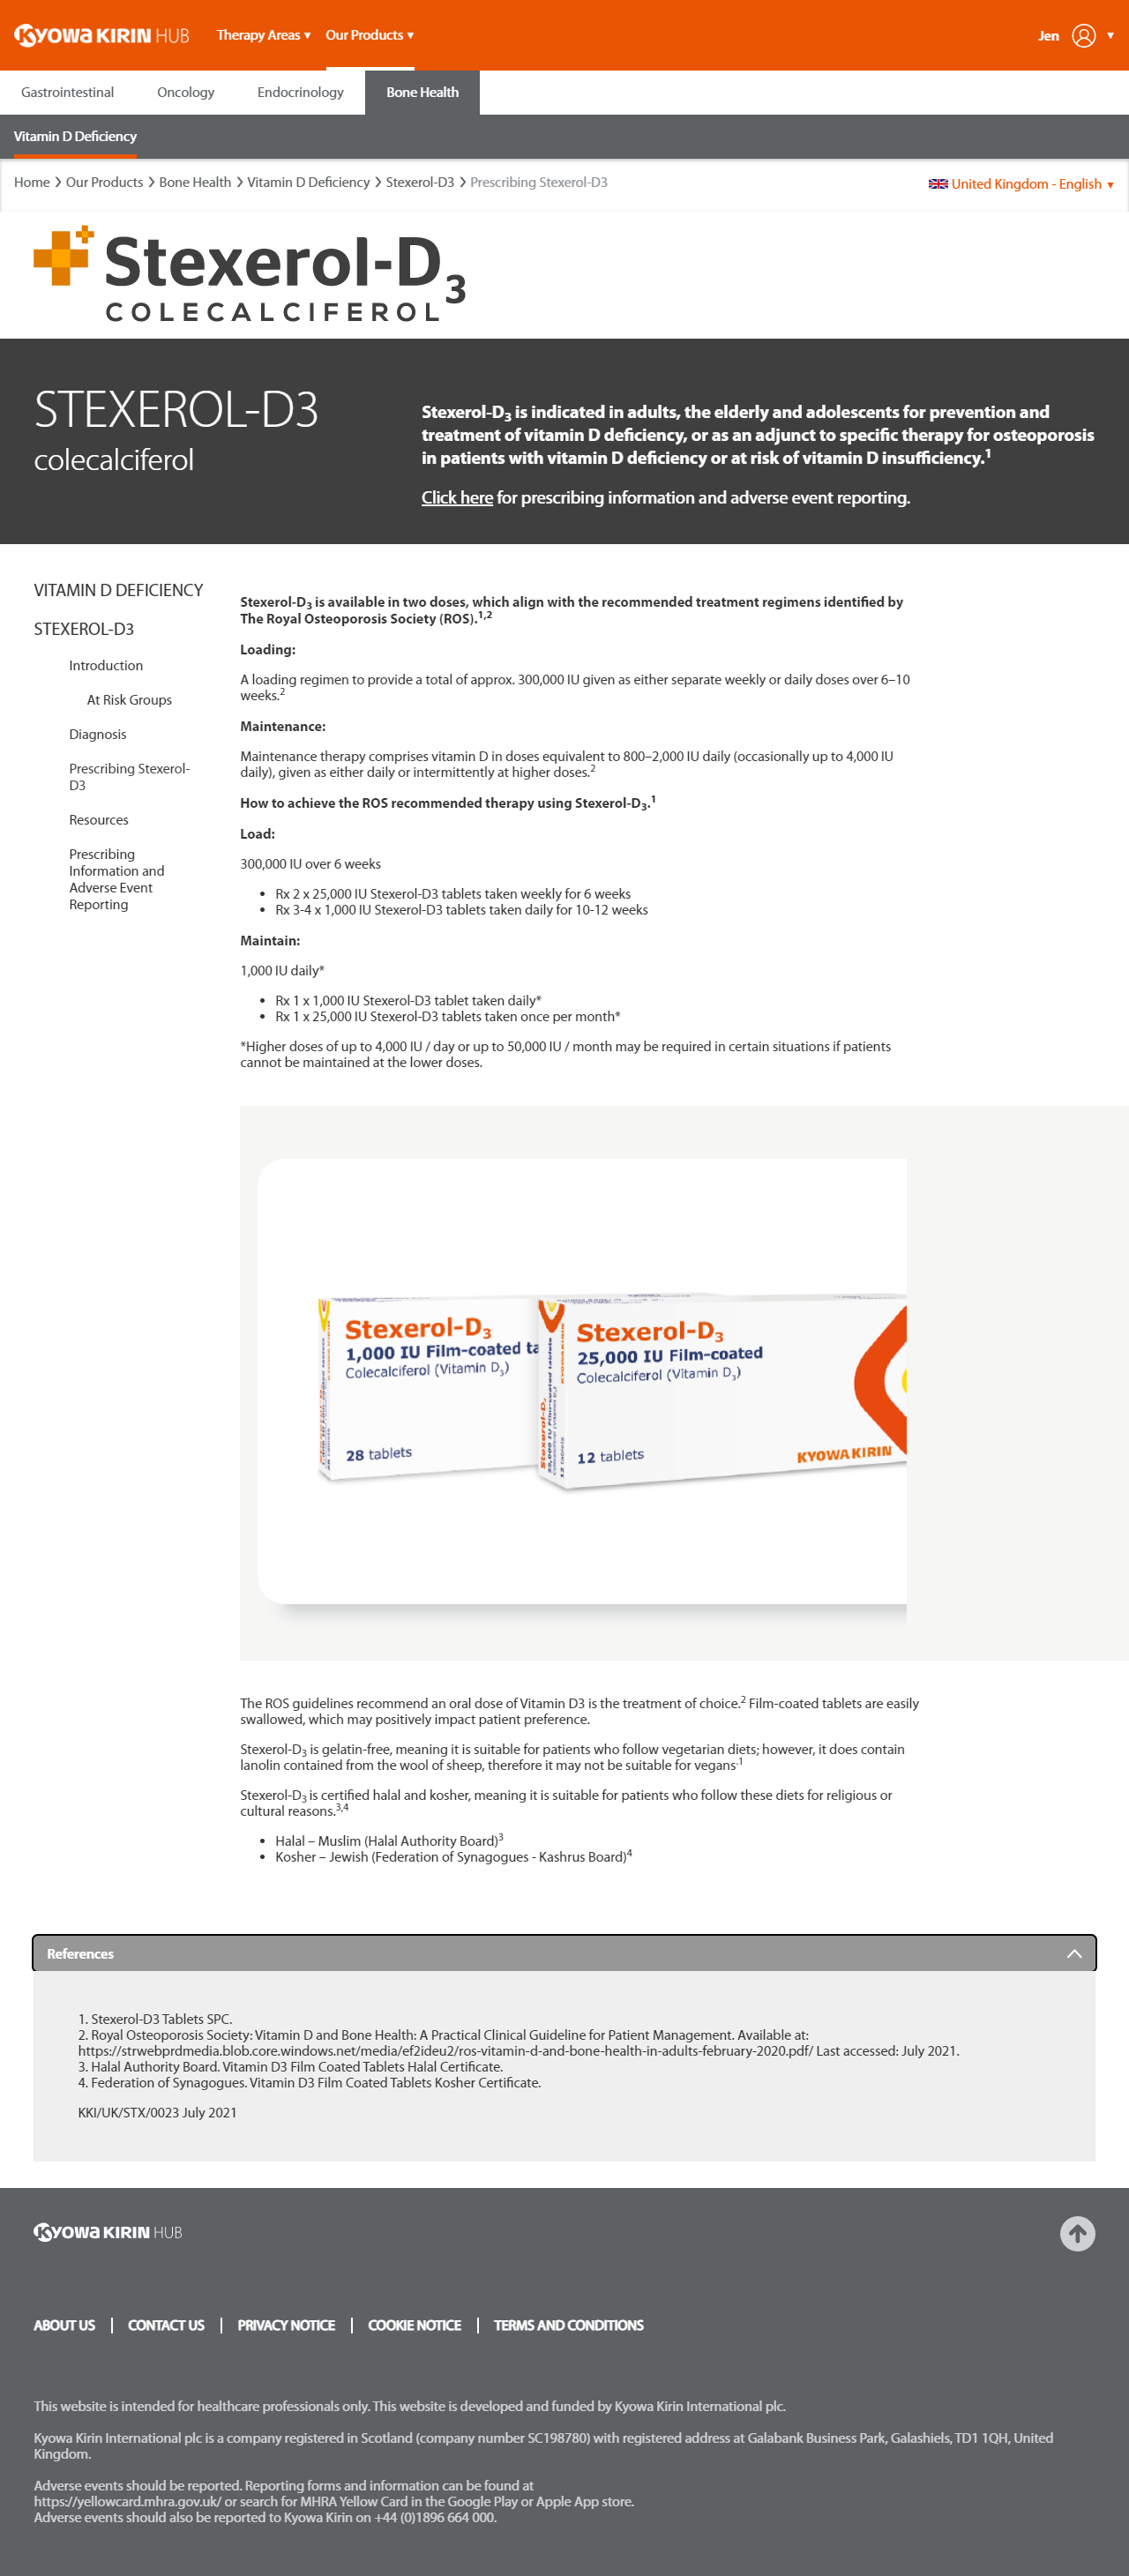 KYOWA KIRIN HUB
Therapy Areas ▼ Our Products ▼
Jen ▼
Gastrointestinal Oncology Endocrinology Bone Health
Vitamin D Deficiency
Home > Our Products > Bone Health > Vitamin D Deficiency > Stexerol-D3 > Prescribing Stexerol-D3
United Kingdom - English ▼
Stexerol-D3
COLECALCIFEROL
STEXEROL-D3
colecalciferol
Stexerol-D3 is indicated in adults, the elderly and adolescents for prevention and
treatment of vitamin D deficiency, or as an adjunct to specific therapy for osteoporosis
in patients with vitamin D deficiency or at risk of vitamin D insufficiency.1
Click here for prescribing information and adverse event reporting.
VITAMIN D DEFICIENCY
STEXEROL-D3
Introduction
At Risk Groups
Diagnosis
Prescribing Stexerol-
D3
Resources
Prescribing
Information and
Adverse Event
Reporting
Stexerol-D3 is available in two doses, which align with the recommended treatment regimens identified by
The Royal Osteoporosis Society (ROS).1,2
Loading:
A loading regimen to provide a total of approx. 300,000 IU given as either separate weekly or daily doses over 6–10
weeks.2
Maintenance:
Maintenance therapy comprises vitamin D in doses equivalent to 800–2,000 IU daily (occasionally up to 4,000 IU
daily), given as either daily or intermittently at higher doses.2
How to achieve the ROS recommended therapy using Stexerol-D3.1
Load:
300,000 IU over 6 weeks
• Rx 2 x 25,000 IU Stexerol-D3 tablets taken weekly for 6 weeks
• Rx 3-4 x 1,000 IU Stexerol-D3 tablets taken daily for 10-12 weeks
Maintain:
1,000 IU daily*
• Rx 1 x 1,000 IU Stexerol-D3 tablet taken daily*
• Rx 1 x 25,000 IU Stexerol-D3 tablets taken once per month*
*Higher doses of up to 4,000 IU / day or up to 50,000 IU / month may be required in certain situations if patients
cannot be maintained at the lower doses.
Stexerol-D3
1,000 IU Film-coated ta
Colecalciferol (Vitamin D3)
28 tablets
Stexerol-D3
25,000 IU Film-coated
Colecalciferol (Vitamin D3)
12 tablets
KYOWA KIRIN
The ROS guidelines recommend an oral dose of Vitamin D3 is the treatment of choice.2 Film-coated tablets are easily
swallowed, which may positively impact patient preference.
Stexerol-D3 is gelatin-free, meaning it is suitable for patients who follow vegetarian diets; however, it does contain
lanolin contained from the wool of sheep, therefore it may not be suitable for vegans.1
Stexerol-D3 is certified halal and kosher, meaning it is suitable for patients who follow these diets for religious or
cultural reasons.3,4
• Halal – Muslim (Halal Authority Board)3
• Kosher – Jewish (Federation of Synagogues - Kashrus Board)4
References
1. Stexerol-D3 Tablets SPC.
2. Royal Osteoporosis Society: Vitamin D and Bone Health: A Practical Clinical Guideline for Patient Management. Available at:
https://strwebprdmedia.blob.core.windows.net/media/ef2ideu2/ros-vitamin-d-and-bone-health-in-adults-february-2020.pdf/ Last accessed: July 2021.
3. Halal Authority Board. Vitamin D3 Film Coated Tablets Halal Certificate.
4. Federation of Synagogues. Vitamin D3 Film Coated Tablets Kosher Certificate.
KKI/UK/STX/0023 July 2021
KYOWA KIRIN HUB
ABOUT US | CONTACT US | PRIVACY NOTICE | COOKIE NOTICE | TERMS AND CONDITIONS
This website is intended for healthcare professionals only. This website is developed and funded by Kyowa Kirin International plc.
Kyowa Kirin International plc is a company registered in Scotland (company number SC198780) with registered address at Galabank Business Park, Galashiels, TD1 1QH, United
Kingdom.
Adverse events should be reported. Reporting forms and information can be found at
https://yellowcard.mhra.gov.uk/ or search for MHRA Yellow Card in the Google Play or Apple App store.
Adverse events should also be reported to Kyowa Kirin on +44 (0)1896 664 000.